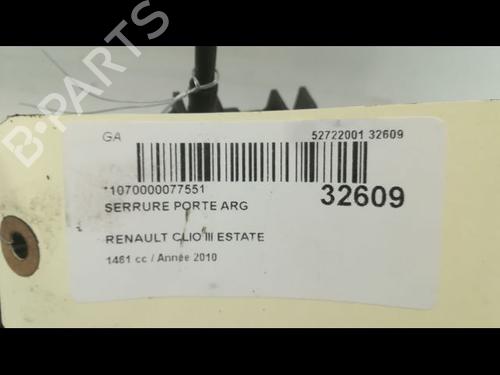 B-PARTS
GA
52722001 32609
*1070000077551
32609
SERRURE PORTE ARG
RENAULT CLIO III ESTATE
1461 cc / Année 2010